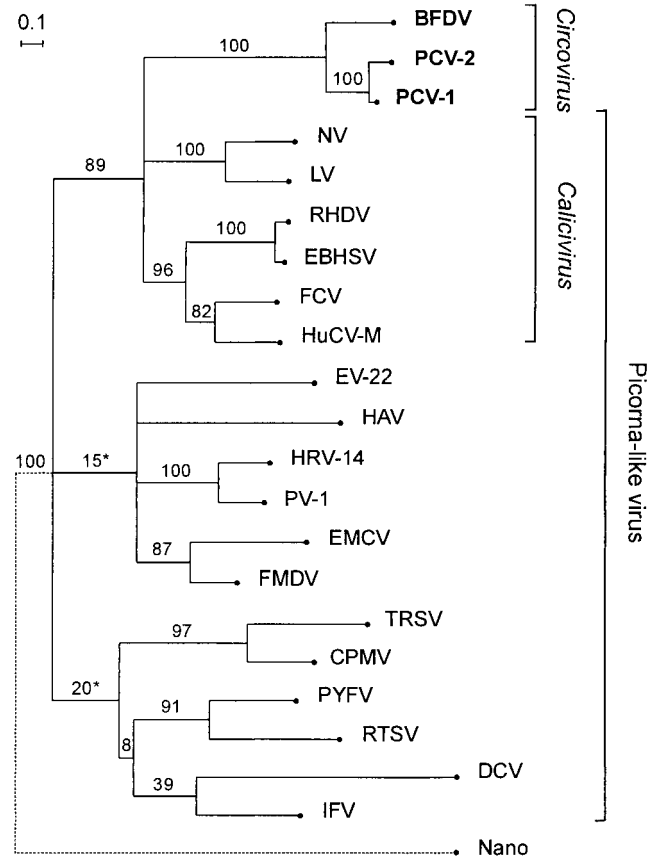 0.1
BFDV
100
PCV-2
100
PCV-1
Circovirus
NV
100
LV
89
RHDV
100
EBHSV
96
FCV
82
HuCV-M
Calicivirus
EV-22
HAV
HRV-14
100
15*
100
PV-1
EMCV
87
FMDV
Picorna-like virus
TRSV
97
CPMV
20*
PYFV
91
RTSV
8
DCV
39
IFV
Nano